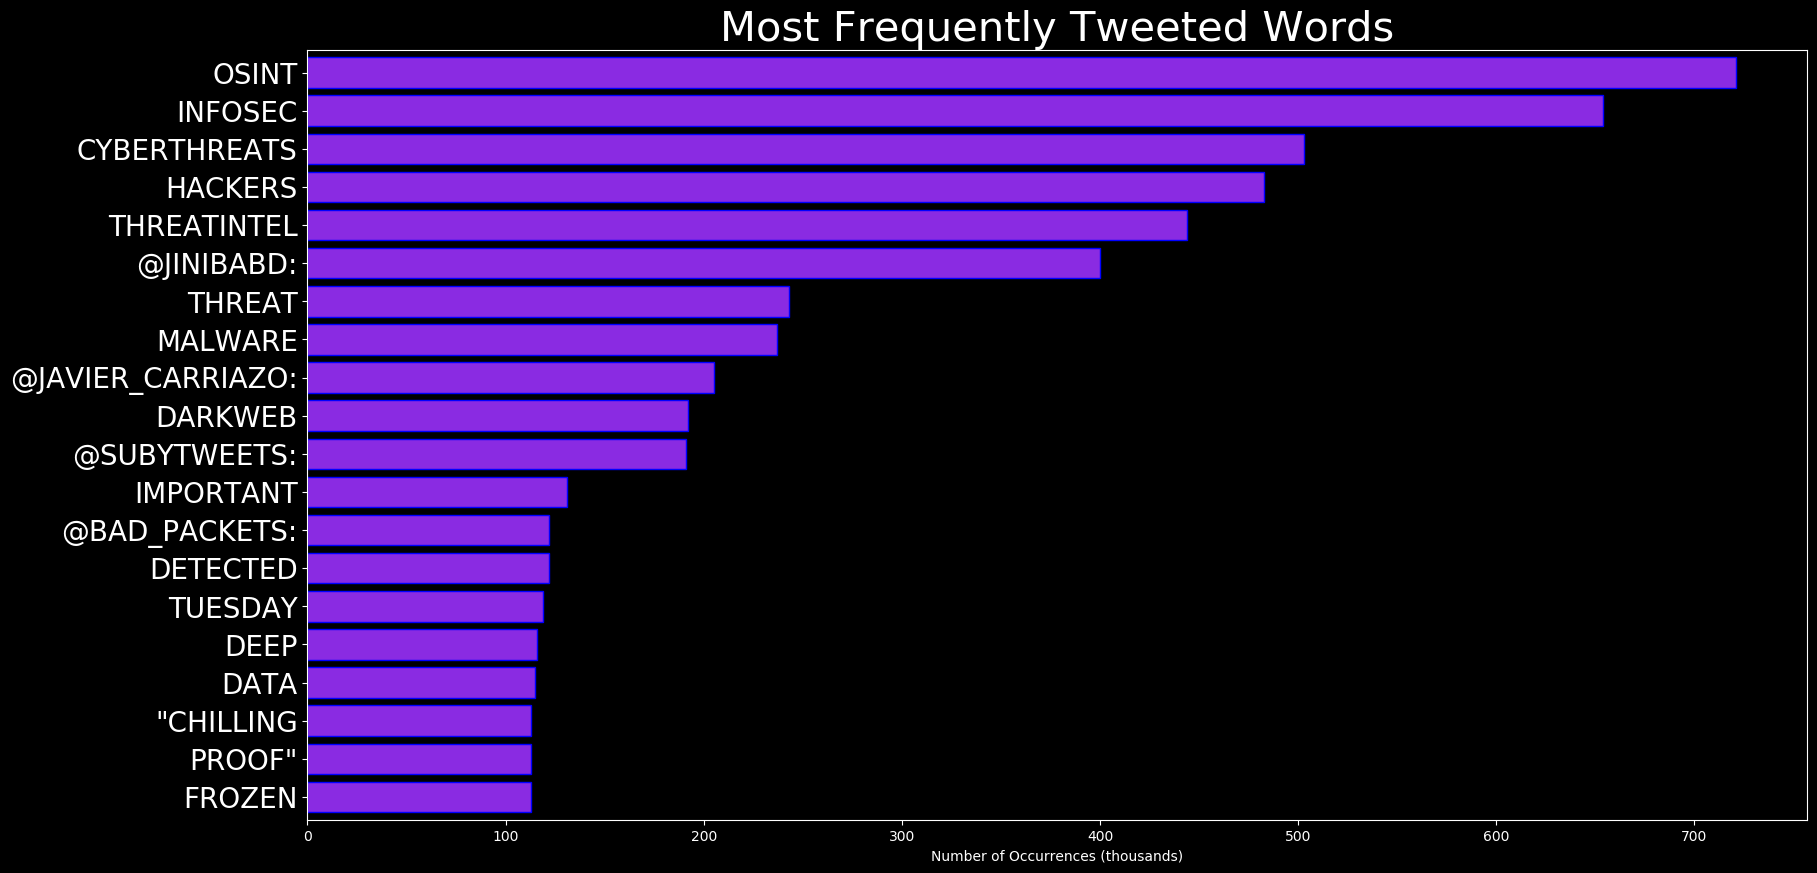 Most Frequently Tweeted Words
OSINT
INFOSEC
CYBERTHREATS
HACKERS
THREATINTEL
@JINIBABD:
THREAT
MALWARE
@JAVIER_CARRIAZO:
DARKWEB
@SUBYTWEETS:
IMPORTANT
@BAD_PACKETS:
DETECTED
TUESDAY
DEEP
DATA
"CHILLING
PROOF"
FROZEN
0 100 200 300 400 500 600 700
Number of Occurrences (thousands)